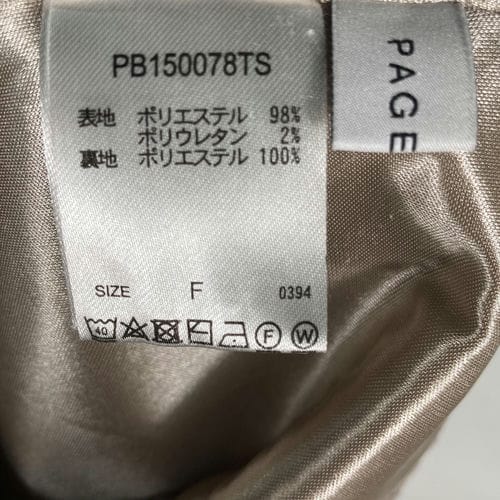 PB150078TS
表地 ポリエステル 98%
ポリウレタン 2%
裏地 ポリエステル 100%
SIZE F 0394
40 F W
PAGE